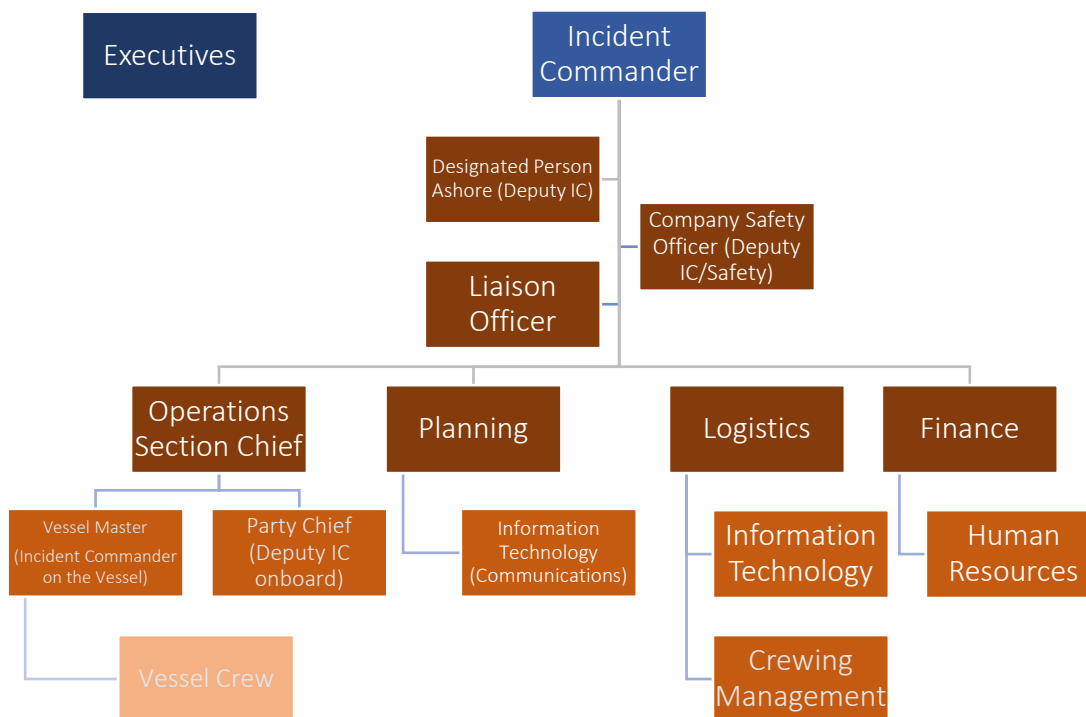 Executives
Incident
Commander
Designated Person
Ashore (Deputy IC)
Company Safety
Officer (Deputy
IC/Safety)
Liaison
Officer
Operations
Section Chief
Planning
Logistics
Finance
Vessel Master
(Incident Commander
on the Vessel)
Party Chief
(Deputy IC
onboard)
Information
Technology
(Communications)
Information
Technology
Human
Resources
Vessel Crew
Crewing
Management